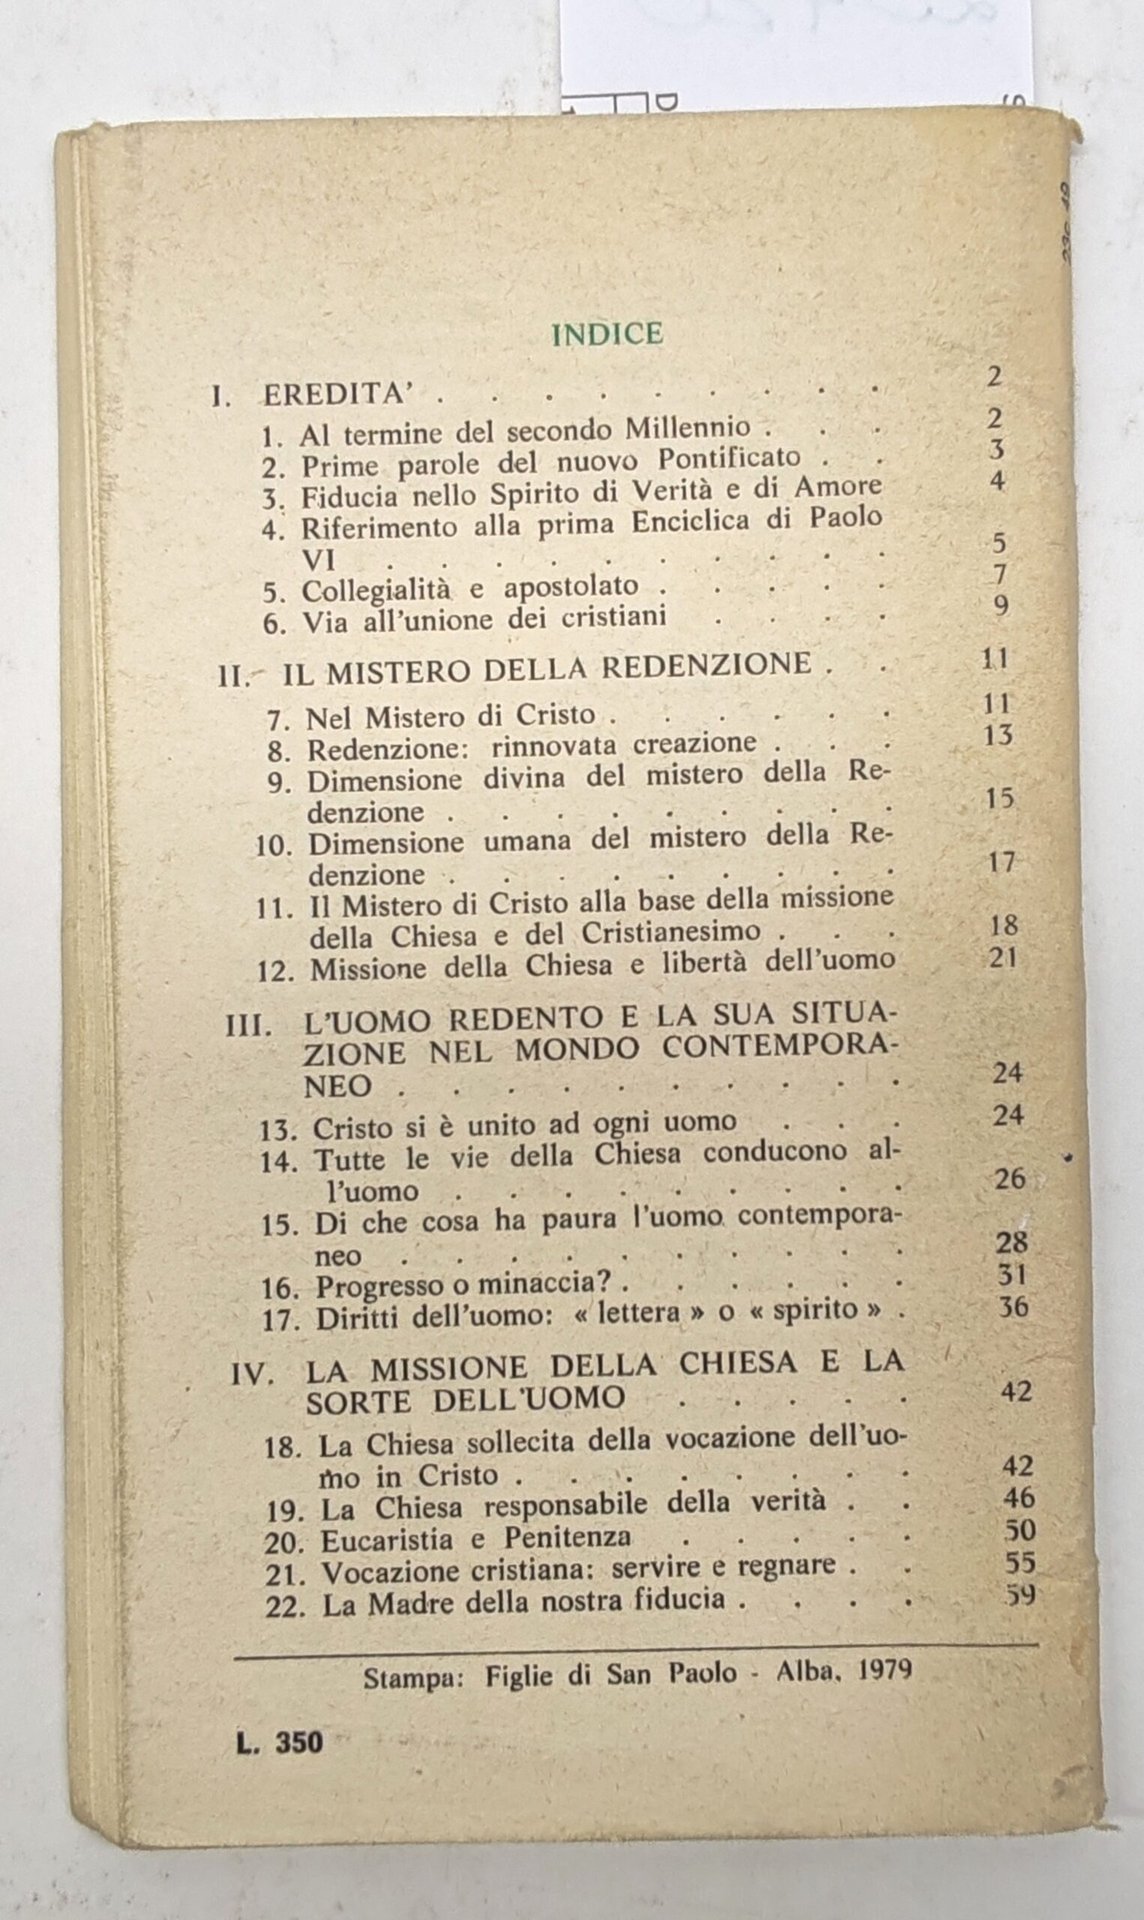 INDICE
I. EREDITA' . . . . . . . . . 2
1. Al termine del secondo Millennio . . . 2
2. Prime parole del nuovo Pontificato . . 3
3. Fiducia nello Spirito di Verità e di Amore 4
4. Riferimento alla prima Enciclica di Paolo
VI . . . . . . . . . . 5
5. Collegialità e apostolato . . . . . 7
6. Via all'unione dei cristiani . . . . 9
II. IL MISTERO DELLA REDENZIONE . . 11
7. Nel Mistero di Cristo . . . . . . 11
8. Redenzione: rinnovata creazione . . . 13
9. Dimensione divina del mistero della Re-
denzione . . . . . . . . . 15
10. Dimensione umana del mistero della Re-
denzione . . . . . . . . . 17
11. Il Mistero di Cristo alla base della missione
della Chiesa e del Cristianesimo . . . 18
12. Missione della Chiesa e libertà dell'uomo 21
III. L'UOMO REDENTO E LA SUA SITUA-
ZIONE NEL MONDO CONTEMPORA-
NEO . . . . . . . . . . 24
13. Cristo si è unito ad ogni uomo . . . 24
14. Tutte le vie della Chiesa conducono al-
l'uomo . . . . . . . . . 26
15. Di che cosa ha paura l'uomo contempora-
neo . . . . . . . . . . 28
16. Progresso o minaccia? . . . . . . 31
17. Diritti dell'uomo: « lettera » o « spirito » . 36
IV. LA MISSIONE DELLA CHIESA E LA
SORTE DELL'UOMO . . . . . 42
18. La Chiesa sollecita della vocazione dell'uo-
mo in Cristo . . . . . . . . 42
19. La Chiesa responsabile della verità . . 46
20. Eucaristia e Penitenza . . . . . 50
21. Vocazione cristiana: servire e regnare . . 55
22. La Madre della nostra fiducia . . . . 59
Stampa: Figlie di San Paolo - Alba, 1979
L. 350